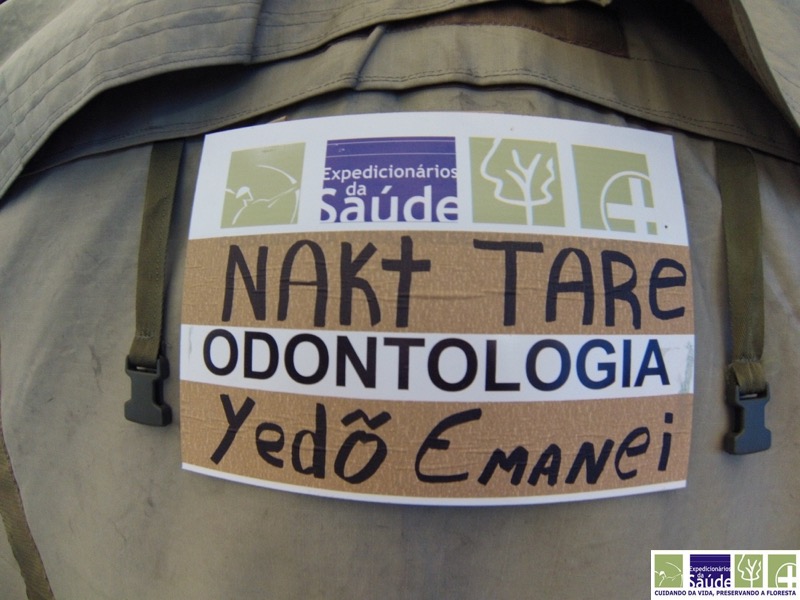 Expedicionários
da
Saúde
NAKt TARe
ODONTOLOGIA
Yedõ EMANei
Expedicionários
da
Saúde
CUIDANDO DA VIDA, PRESERVANDO A FLORESTA